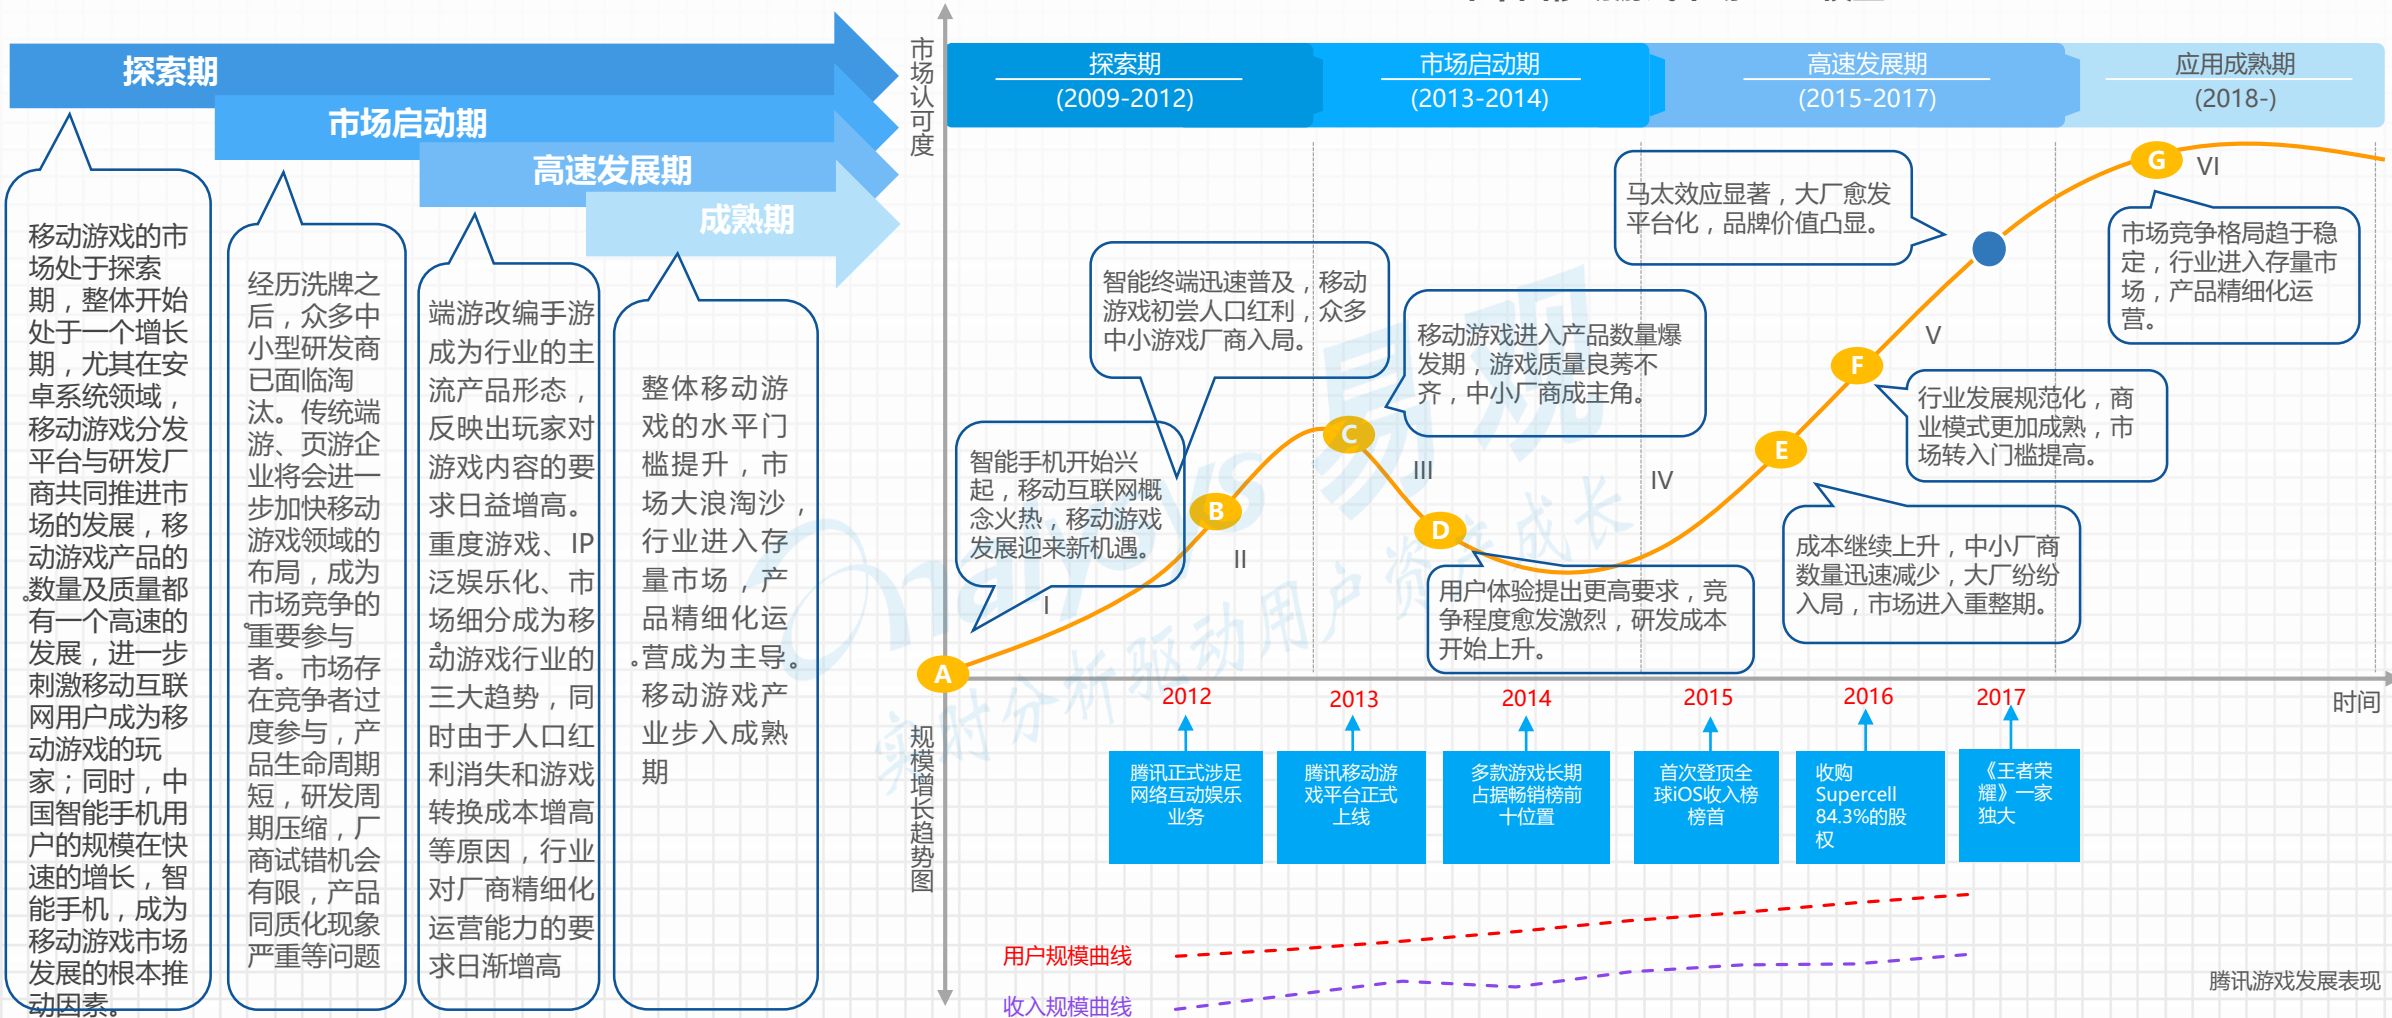 探索期
市场启动期
高速发展期
成熟期
移动游戏的市
场处于探索
期，整体开始
处于一个增长
期，尤其在安
卓系统领域，
移动游戏分发
平台与研发厂
商共同推进市
场的发展，移
动游戏产品的
数量及质量都
有一个高速的
发展，进一步
刺激移动互联
网用户成为移
动游戏的玩
家；同时，中
国智能手机用
户的规模在快
速的增长，智
能手机，成为
移动游戏市场
发展的根本推
动因素。
。
经历洗牌之
后，众多中
小型研发商
已面临淘
汰。传统端
游、页游企
业将会进一
步加快移动
游戏领域的
布局，成为
市场竞争的
重要参与
者。市场存
在竞争者过
度参与，产
品生命周期
短，研发周
期压缩，厂
商试错机会
有限，产品
同质化现象
严重等问题
。
端游改编手游
成为行业的主
流产品形态，
反映出玩家对
游戏内容的要
求日益增高。
重度游戏、IP
泛娱乐化、市
场细分成为移
动游戏行业的
三大趋势，同
时由于人口红
利消失和游戏
转换成本增高
等原因，行业
对厂商精细化
运营能力的要
求日渐增高
。
整体移动游
戏的水平门
槛提升，市
场大浪淘沙，
行业进入存
量市场，产
品精细化运
营成为主导。
移动游戏产
业步入成熟
期
。
市场认可度
探索期
(2009-2012)
市场启动期
(2013-2014)
高速发展期
(2015-2017)
应用成熟期
(2018-)
智能手机开始兴
起，移动互联网概
念火热，移动游戏
发展迎来新机遇。
智能终端迅速普及，移动
游戏初尝人口红利，众多
中小游戏厂商入局。
移动游戏进入产品数量爆
发期，游戏质量良莠不
齐，中小厂商成主角。
用户体验提出更高要求，竞
争程度愈发激烈，研发成本
开始上升。
成本继续上升，中小厂商
数量迅速减少，大厂纷纷
入局，市场进入重整期。
行业发展规范化，商
业模式更加成熟，市
场转入门槛提高。
马太效应显著，大厂愈发
平台化，品牌价值凸显。
市场竞争格局趋于稳
定，行业进入存量市
场，产品精细化运
营。
A
B
C
D
E
F
G
I
II
III
IV
V
VI
2012
2013
2014
2015
2016
2017
时间
规模增长趋势图
腾讯正式涉足
网络互动娱乐
业务
腾讯移动游
戏平台正式
上线
多款游戏长期
占据畅销榜前
十位置
首次登顶全
球iOS收入榜
榜首
收购
Supercell
84.3%的股
权
《王者荣
耀》一家
独大
用户规模曲线
收入规模曲线
腾讯游戏发展表现
nalysys 易观
实时分析驱动用户资产成长